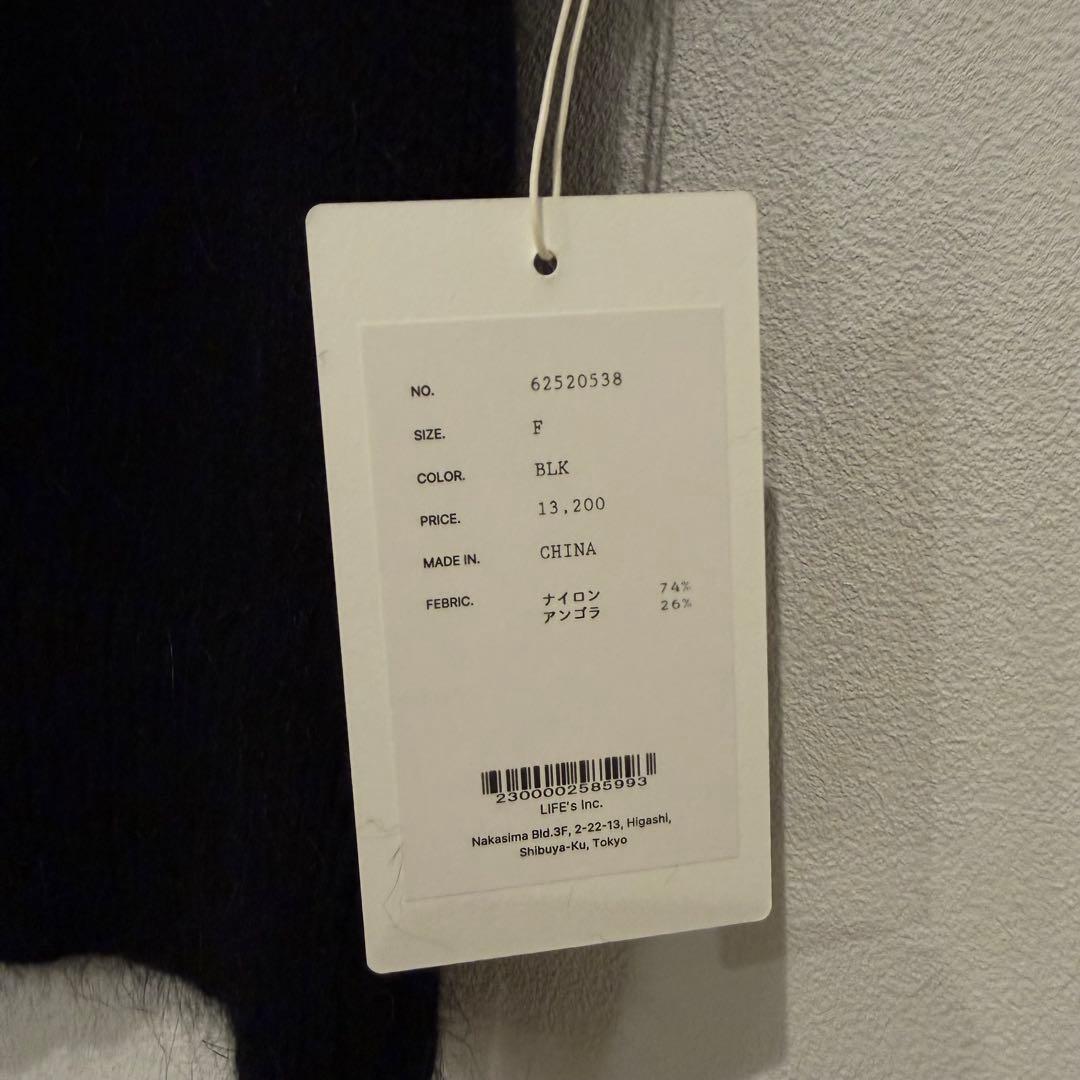 NO. 62520538
SIZE. F
COLOR. BLK
PRICE. 13,200
MADE IN. CHINA
FEBRIC. ナイロン 74%
アンゴラ 26%
2300002585993
LIFE's Inc.
Nakasima Bld.3F, 2-22-13, Higashi,
Shibuya-Ku, Tokyo